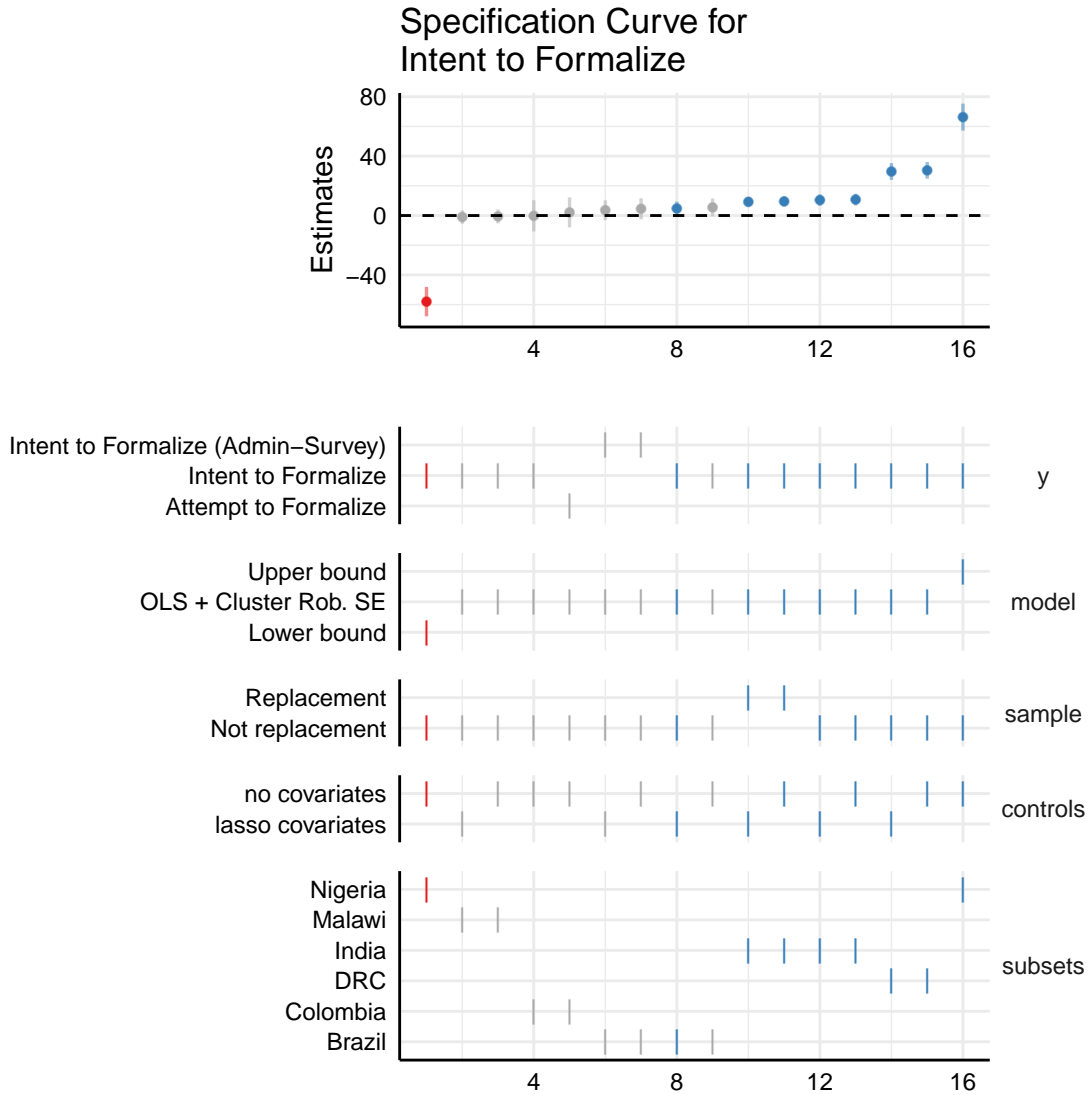 Specification Curve for
Intent to Formalize
Estimates
80
40
0
−40
4 8 12 16
Intent to Formalize (Admin−Survey)
Intent to Formalize
Attempt to Formalize
y
Upper bound
OLS + Cluster Rob. SE
Lower bound
model
Replacement
Not replacement
sample
no covariates
lasso covariates
controls
Nigeria
Malawi
India
DRC
Colombia
Brazil
subsets
4 8 12 16